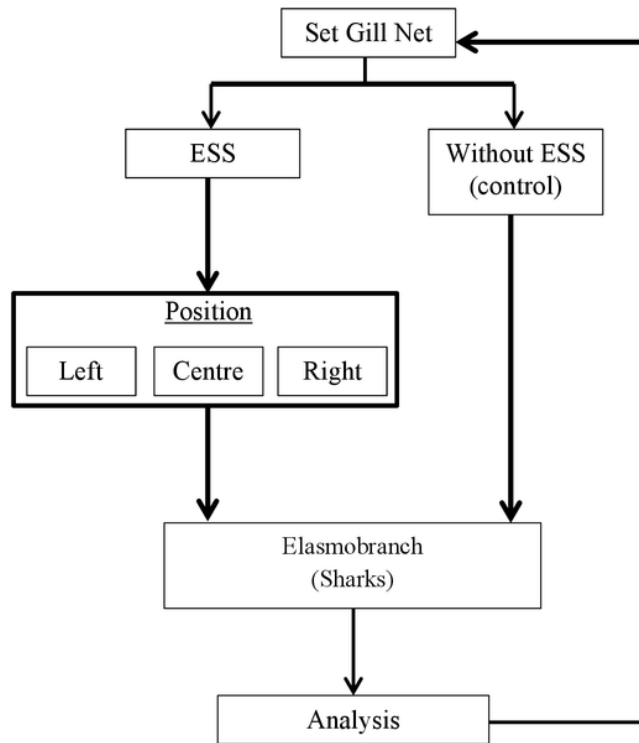 Set Gill Net
ESS
Without ESS
(control)
Position
Left
Centre
Right
Elasmobranch
(Sharks)
Analysis